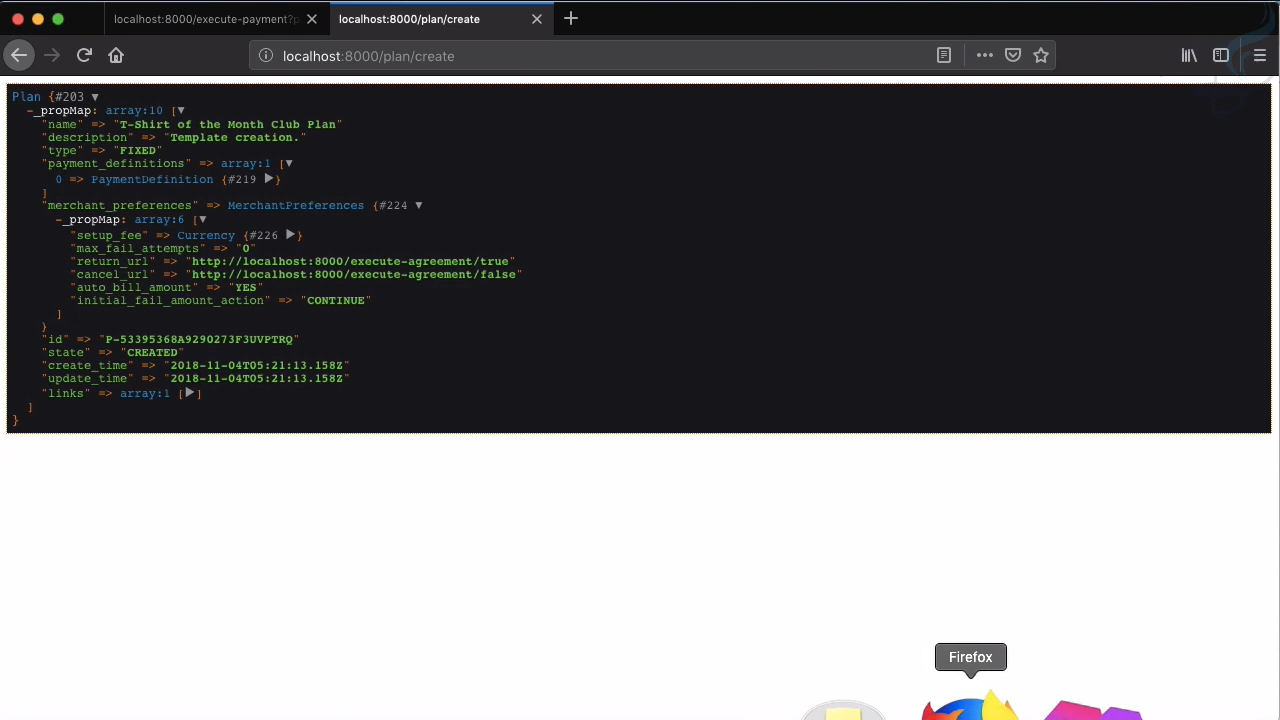 localhost:8000/execute-payment?p
localhost:8000/plan/create
localhost:8000/plan/create
Plan {#203 ▼
-_propMap: array:10 [▼
"name" => "T-Shirt of the Month Club Plan"
"description" => "Template creation."
"type" => "FIXED"
"payment_definitions" => array:1 [▼
0 => PaymentDefinition {#219 ▶}
]
"merchant_preferences" => MerchantPreferences {#224 ▼
-_propMap: array:6 [▼
"setup_fee" => Currency {#226 ▶}
"max_fail_attempts" => "0"
"return_url" => "http://localhost:8000/execute-agreement/true"
"cancel_url" => "http://localhost:8000/execute-agreement/false"
"auto_bill_amount" => "YES"
"initial_fail_amount_action" => "CONTINUE"
]
}
"id" => "P-53395368A9290273F3UVPTRQ"
"state" => "CREATED"
"create_time" => "2018-11-04T05:21:13.158Z"
"update_time" => "2018-11-04T05:21:13.158Z"
"links" => array:1 [▶]
]
}
Firefox